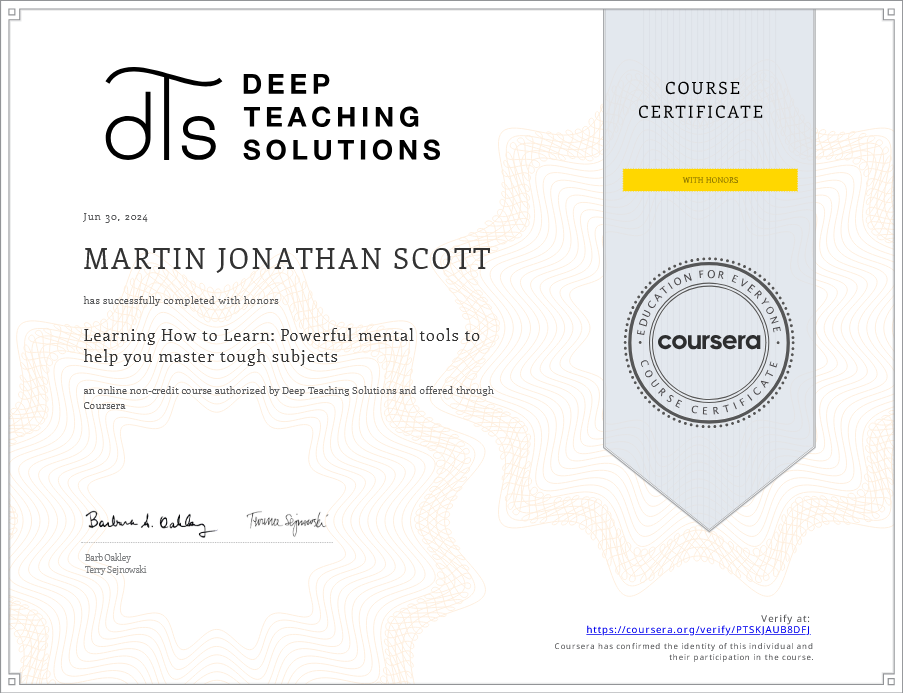 dTs
DEEP
TEACHING
SOLUTIONS
COURSE
CERTIFICATE
WITH HONORS
Jun 30, 2024
MARTIN JONATHAN SCOTT
has successfully completed with honors
Learning How to Learn: Powerful mental tools to
help you master tough subjects
an online non-credit course authorized by Deep Teaching Solutions and offered through
Coursera
EDUCATION FOR EVERYONE
coursera
COURSE CERTIFICATE
Barbara A. Oakley
Terrence Sejnowski
Barb Oakley
Terry Sejnowski
Verify at:
https://coursera.org/verify/PTSKJAUB8DFJ
Coursera has confirmed the identity of this individual and
their participation in the course.